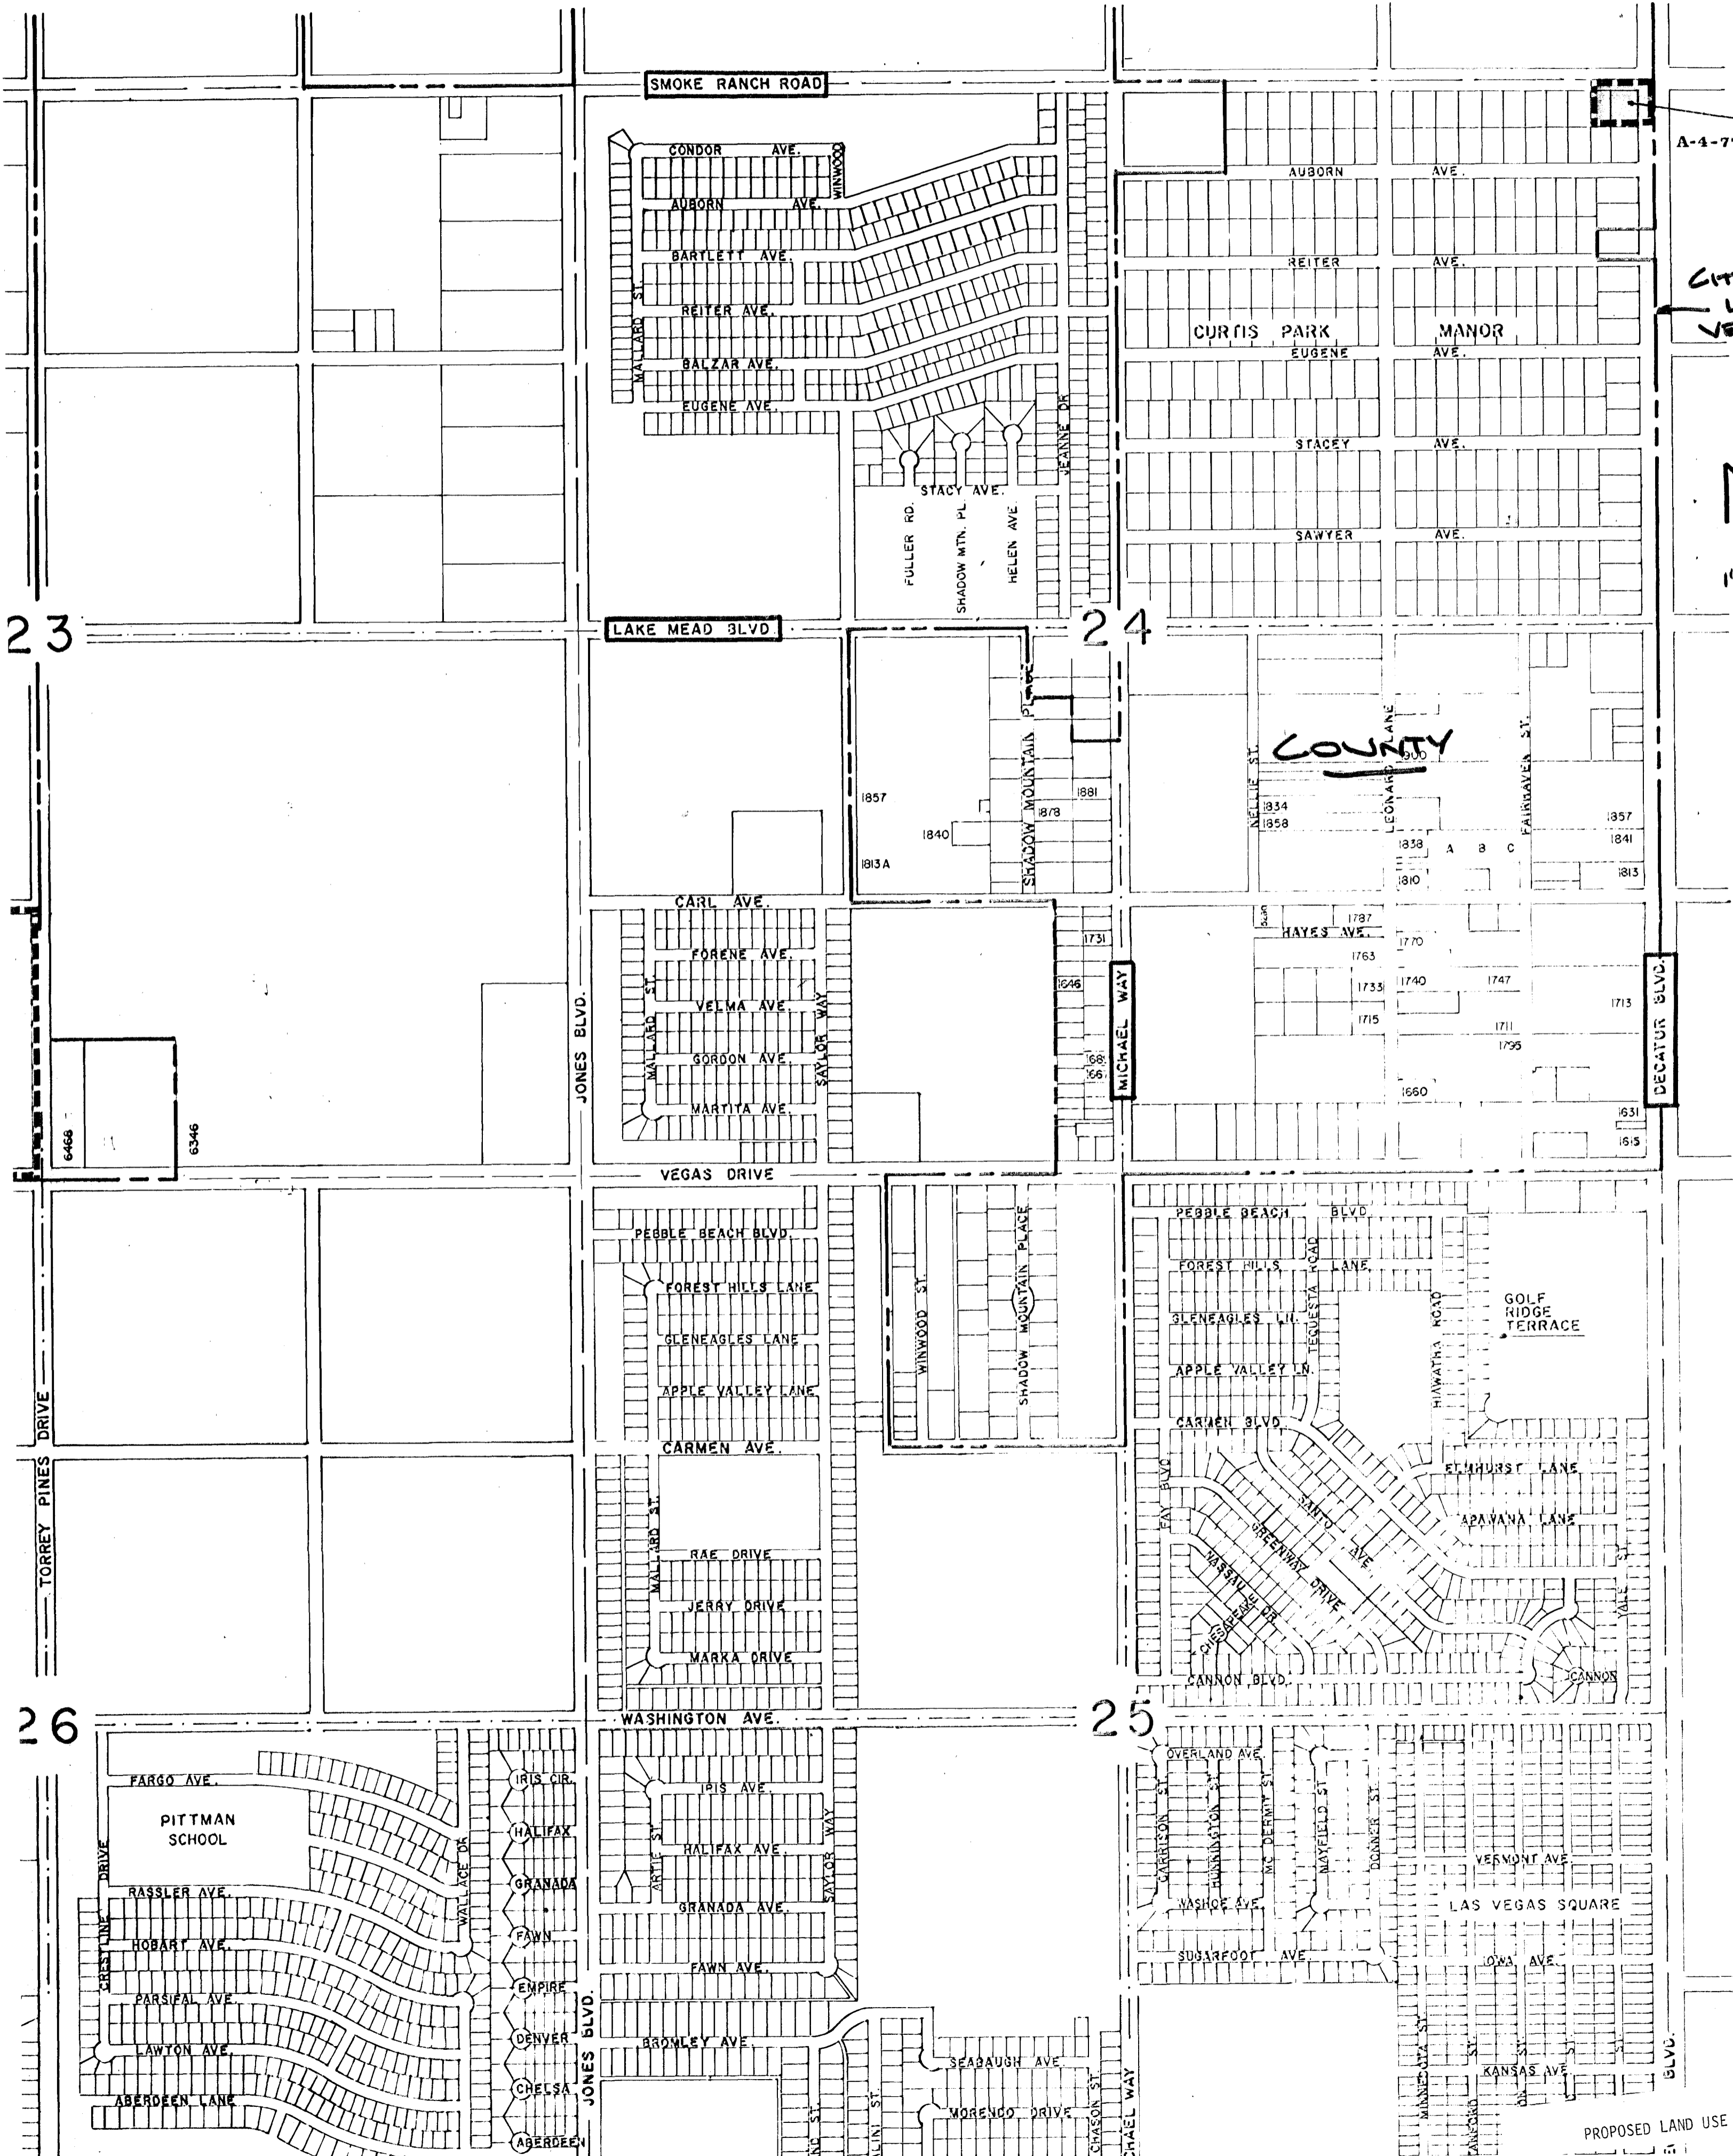 SMOKE RANCH ROAD
CONDOR AVE.
WINWOOD
A-4-7
AUBORN AVE.
AUBORN AVE.
BARTLETT AVE.
REITER AVE.
MALLARD ST.
REITER AVE.
CURTIS PARK MANOR
EUGENE AVE.
BALZAR AVE.
EUGENE AVE.
JEANNE DR
STACEY AVE.
STACY AVE.
FULLER RD.
SHADOW MTN. PL.
HELEN AVE.
SAWYER AVE.
23
LAKE MEAD BLVD.
24
SHADOW MOUNTAIN PLACE
COUNTY
NELLIE ST.
LEONARD LANE
1900
FAIRHAVEN ST.
1857
1881
1878
1840
1813A
1834
1858
1857
1838
A B C
1841
1810
1813
CARL AVE.
1787
HAYES AVE.
1731
1770
FORENE AVE.
1763
1646
1733
1740
1747
1713
VELMA AVE.
MALLARD ST.
SAYLOR WAY
1715
1711
1795
GORDON AVE.
JONES BLVD.
MICHAEL WAY
DECATUR BLVD.
1660
MARTITA AVE.
1631
1615
6468
6346
VEGAS DRIVE
PEBBLE BEACH BLVD.
PEBBLE BEACH BLVD
FOREST HILLS LANE
FOREST HILLS LANE
GLENEAGLES LANE
GLENEAGLES LN.
TEQUESTA ROAD
HIAWATHA ROAD
GOLF
RIDGE
TERRACE
WINWOOD ST.
SHADOW MOUNTAIN PLACE
APPLE VALLEY LANE
APPLE VALLEY LN.
CARMEN BLVD.
CARMEN AVE.
TORREY PINES DRIVE
ELMHURST LANE
FAY BLVD
SANTO AVE
APAWANA LANE
GREENWAY DRIVE
MALLARD ST.
RAE DRIVE
NASSAU DR
CHESAPEAKE
JERRY DRIVE
YALE ST
MARKA DRIVE
CANNON BLVD.
CANNON
26
WASHINGTON AVE.
25
OVERLAND AVE.
FARGO AVE.
IRIS CIR.
IRIS AVE.
PITTMAN
SCHOOL
HALIFAX
HALIFAX AVE.
CRESTLINE DRIVE
WALLACE DR
ARTIE ST
SAYLOR WAY
GARRISON ST
HUNNINGTON ST
MC DERMIT ST
MAYFIELD ST
DONNER ST
VERMONT AVE
RASSLER AVE.
GRANADA
GRANADA AVE.
WASHOE AVE.
LAS VEGAS SQUARE
HOBART AVE.
FAWN
FAWN AVE.
SUGARFOOT AVE.
IOWA AVE.
PARSIFAL AVE.
EMPIRE
JONES BLVD.
LAWTON AVE.
DENVER
BROMLEY AVE.
SEABAUGH AVE.
MINNESOTA ST.
KANSAS AVE
BLVD.
ABERDEEN LANE
CHELSA
MORENCO DRIVE
ABERDEEN
PROPOSED LAND USE